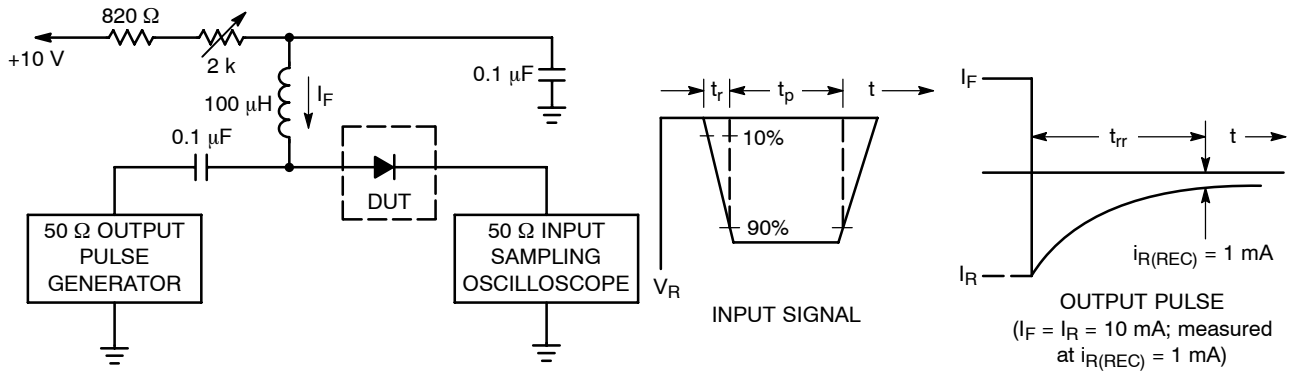 820 Ω
+10 V
2 k
100 μH
I_F
0.1 μF
0.1 μF
DUT
50 Ω OUTPUT
PULSE
GENERATOR
50 Ω INPUT
SAMPLING
OSCILLOSCOPE
t_r
t_p
t
10%
90%
V_R
INPUT SIGNAL
I_F
t_rr
t
I_R
i_R(REC) = 1 mA
OUTPUT PULSE
(I_F = I_R = 10 mA; measured
at i_R(REC) = 1 mA)